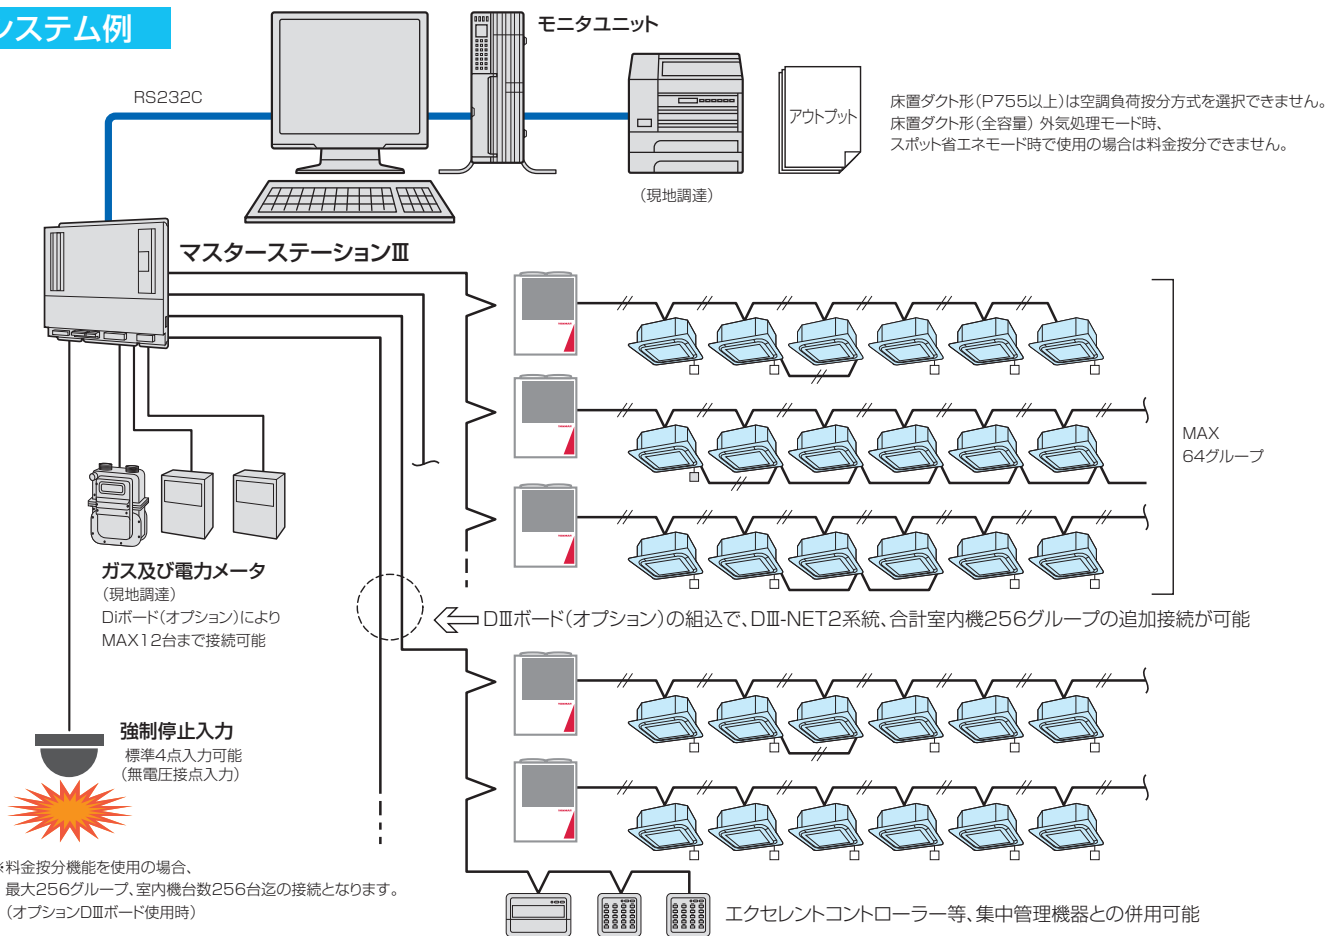 システム例
モニタユニット
RS232C
アウトプット
床置ダクト形(P755以上)は空調負荷按分方式を選択できません。
床置ダクト形(全容量) 外気処理モード時、
スポット省エネモード時で使用の場合は料金按分できません。
(現地調達)
マスターステーションⅢ
MAX
64グループ
ガス及び電力メータ
(現地調達)
Diボード(オプション)により
MAX12台まで接続可能
DⅢボード(オプション)の組込で、DⅢ-NET2系統、合計室内機256グループの追加接続が可能
強制停止入力
標準4点入力可能
(無電圧接点入力)
※料金按分機能を使用の場合、
最大256グループ、室内機台数256台迄の接続となります。
(オプションDⅢボード使用時)
エクセレントコントローラー等、集中管理機器との併用可能